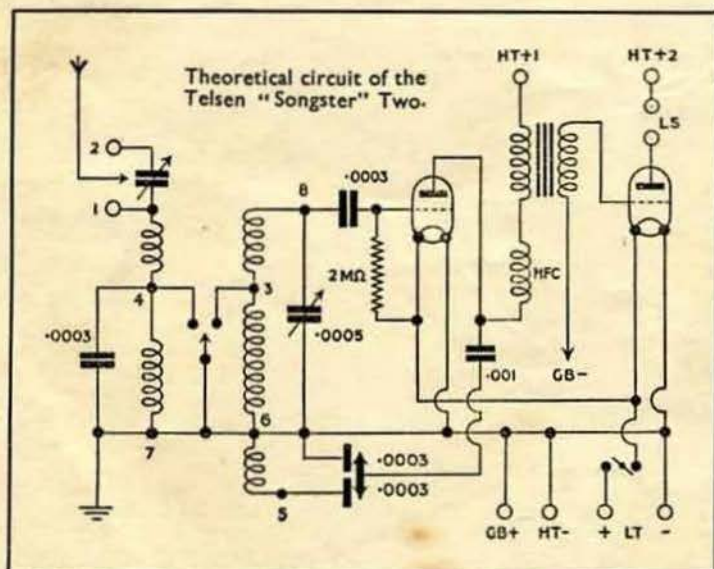 Theoretical circuit of the
Telsen "Songster" Two.
HT+1
HT+2
LS
2
1
8
·0003
4
3
2MΩ
HFC
·0003
·0005
·001
GB-
7
6
·0003
·0003
5
GB+
HT-
+
LT
-